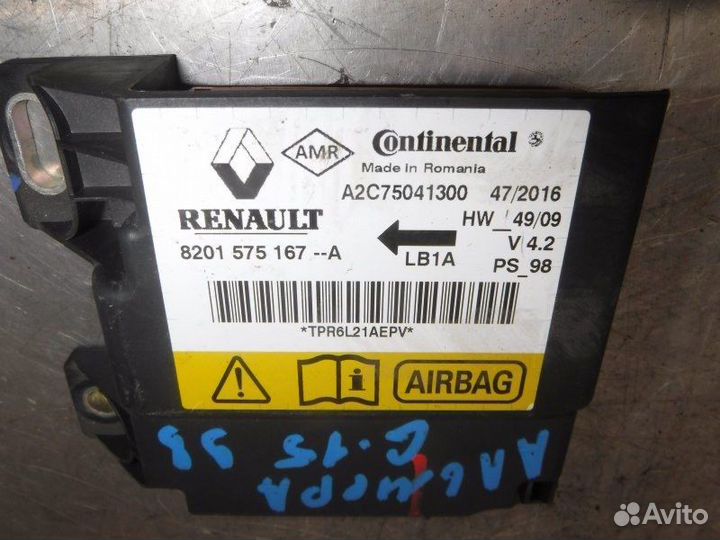 AMR
Continental
Made in Romania
RENAULT
A2C75041300 47/2016
HW_49/09
8201 575 167 --A
LB1A
V 4.2
PS_98
*TPR6L21AEPV*
i
AIRBAG
С-15
Avito